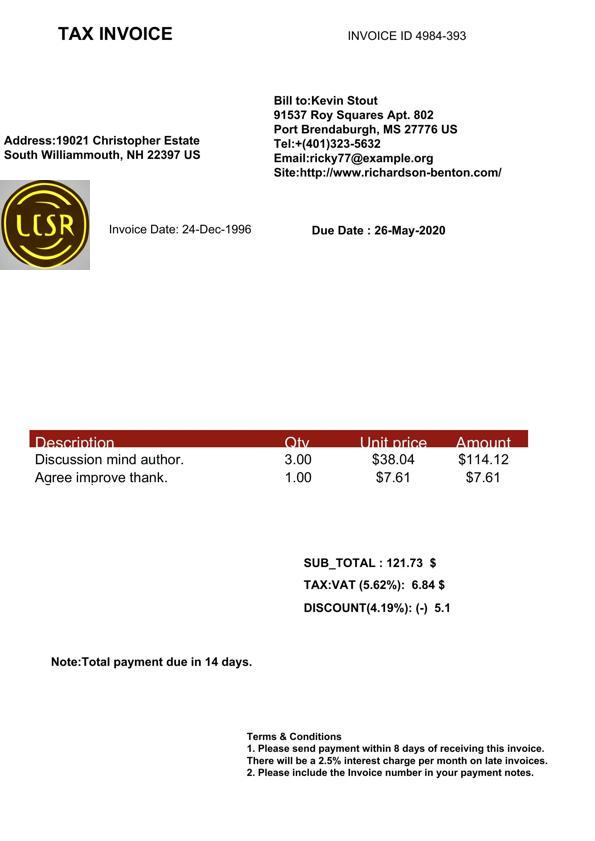 TAX INVOICE
INVOICE ID 4984-393
Bill to:Kevin Stout
91537 Roy Squares Apt. 802
Port Brendaburgh, MS 27776 US
Tel:+(401)323-5632
Email:ricky77@example.org
Site:http://www.richardson-benton.com/
Address:19021 Christopher Estate
South Williammouth, NH 22397 US
LCSR
Invoice Date: 24-Dec-1996
Due Date : 26-May-2020
Description Qty Unit price Amount
Discussion mind author. 3.00 $38.04 $114.12
Agree improve thank. 1.00 $7.61 $7.61
SUB_TOTAL : 121.73 $
TAX:VAT (5.62%): 6.84 $
DISCOUNT(4.19%): (-) 5.1
Note:Total payment due in 14 days.
Terms & Conditions
1. Please send payment within 8 days of receiving this invoice.
There will be a 2.5% interest charge per month on late invoices.
2. Please include the Invoice number in your payment notes.